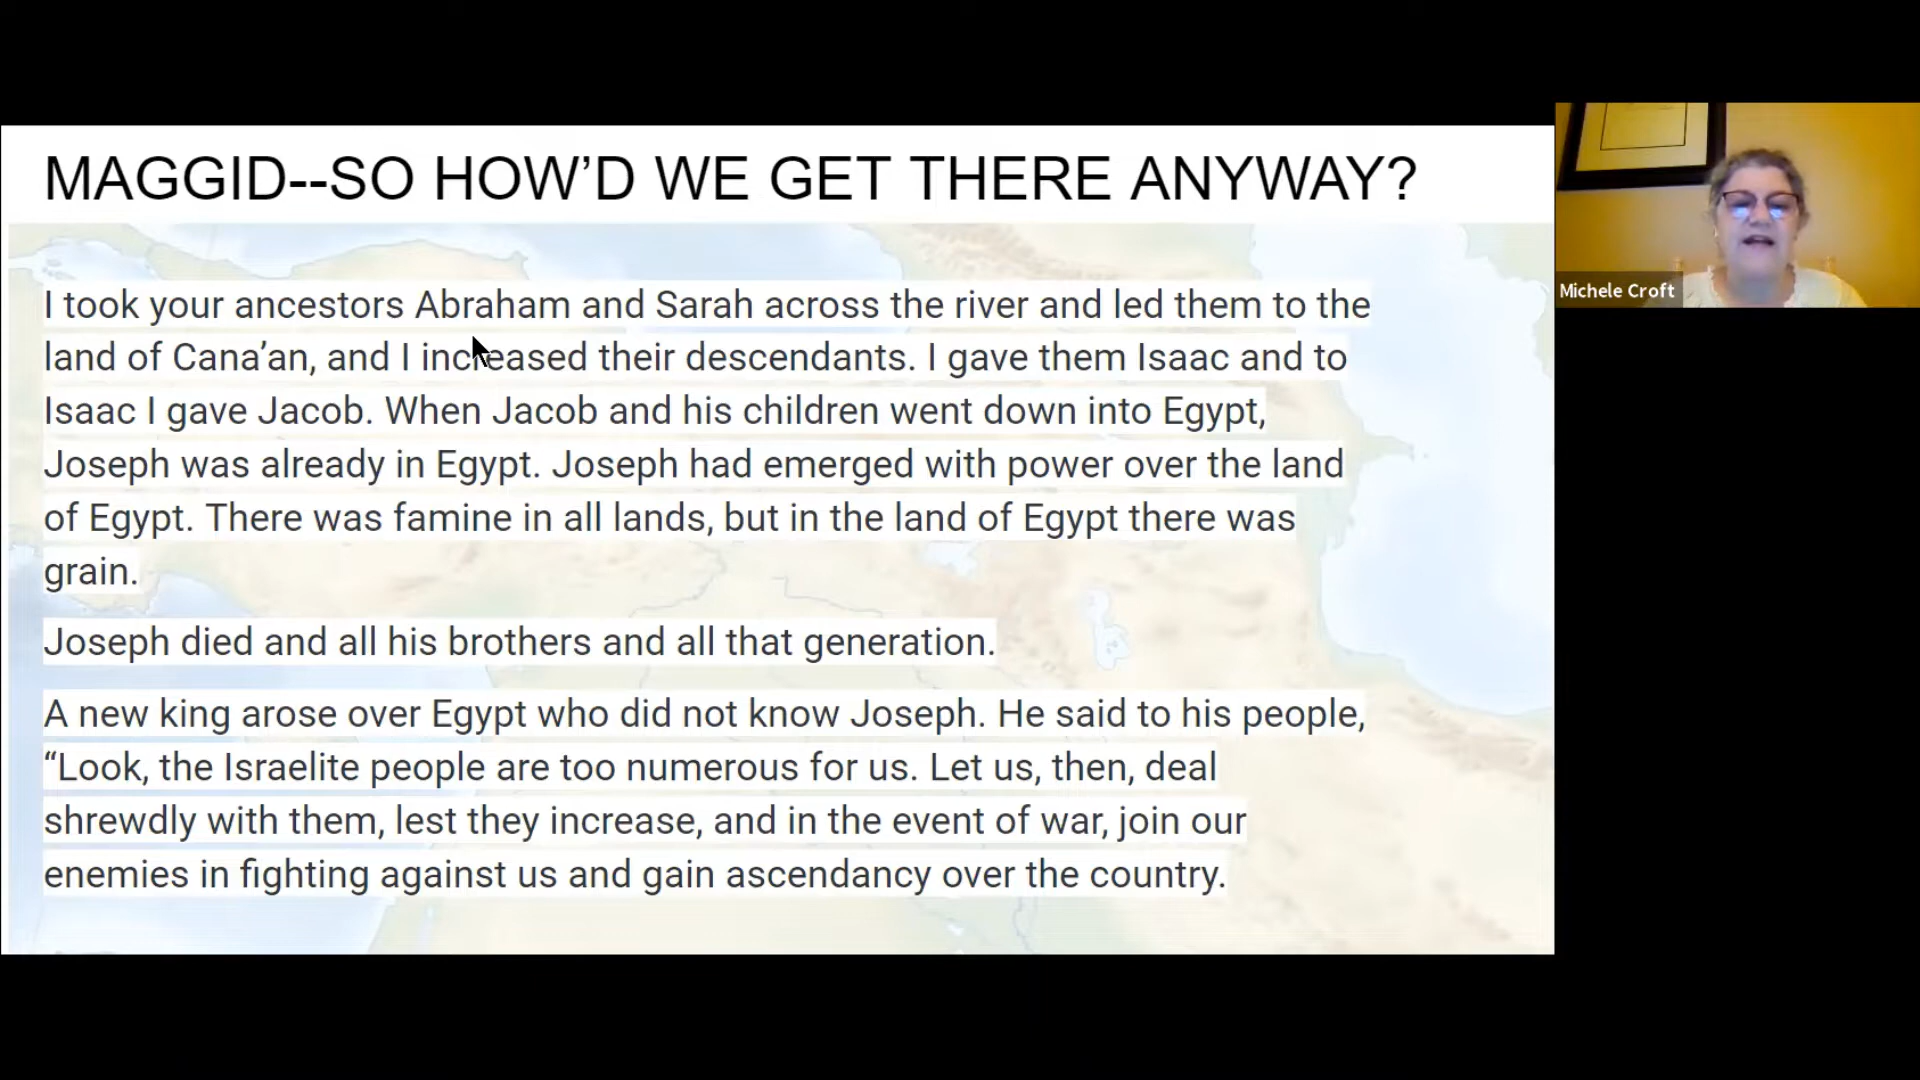 MAGGID--SO HOW’D WE GET THERE ANYWAY?
I took your ancestors Abraham and Sarah across the river and led them to the
land of Cana’an, and I increased their descendants. I gave them Isaac and to
Isaac I gave Jacob. When Jacob and his children went down into Egypt,
Joseph was already in Egypt. Joseph had emerged with power over the land
of Egypt. There was famine in all lands, but in the land of Egypt there was
grain.
Joseph died and all his brothers and all that generation.
A new king arose over Egypt who did not know Joseph. He said to his people,
“Look, the Israelite people are too numerous for us. Let us, then, deal
shrewdly with them, lest they increase, and in the event of war, join our
enemies in fighting against us and gain ascendancy over the country.
Michele Croft